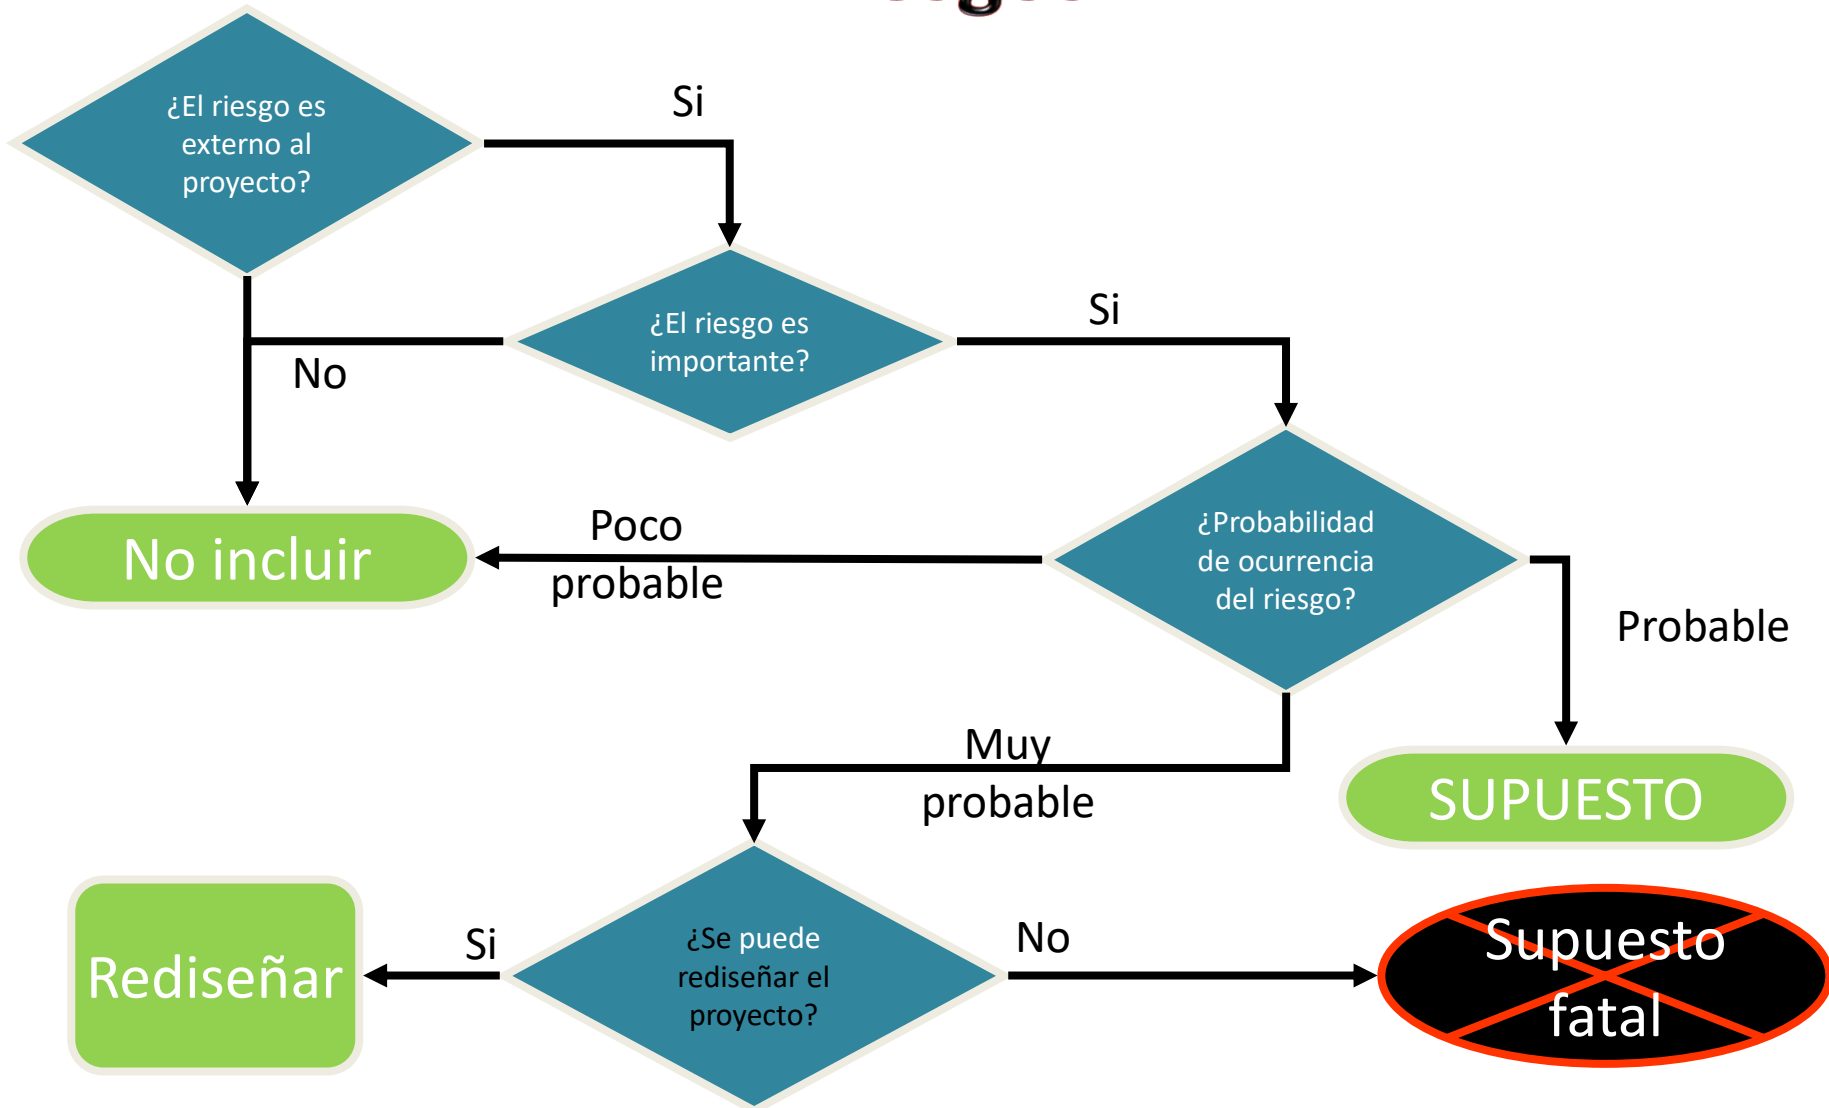 ¿El riesgo es
externo al
proyecto?
Si
¿El riesgo es
importante?
Si
No
¿Probabilidad
de ocurrencia
del riesgo?
Poco
probable
No incluir
Probable
Muy
probable
SUPUESTO
¿Se puede
rediseñar el
proyecto?
Si
No
Rediseñar
Supuesto
fatal